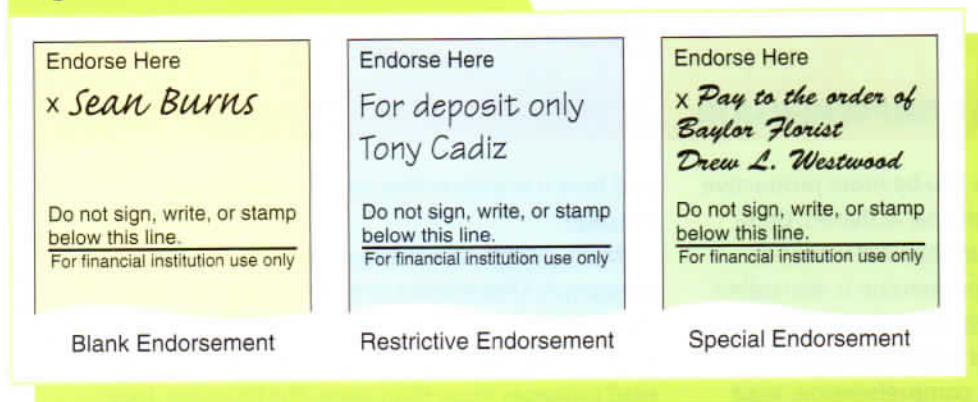 Endorse Here
x Sean Burns
Do not sign, write, or stamp
below this line.
For financial institution use only
Blank Endorsement
Endorse Here
For deposit only
Tony Cadiz
Do not sign, write, or stamp
below this line.
For financial institution use only
Restrictive Endorsement
Endorse Here
x Pay to the order of
Baylor Florist
Drew L. Westwood
Do not sign, write, or stamp
below this line.
For financial institution use only
Special Endorsement